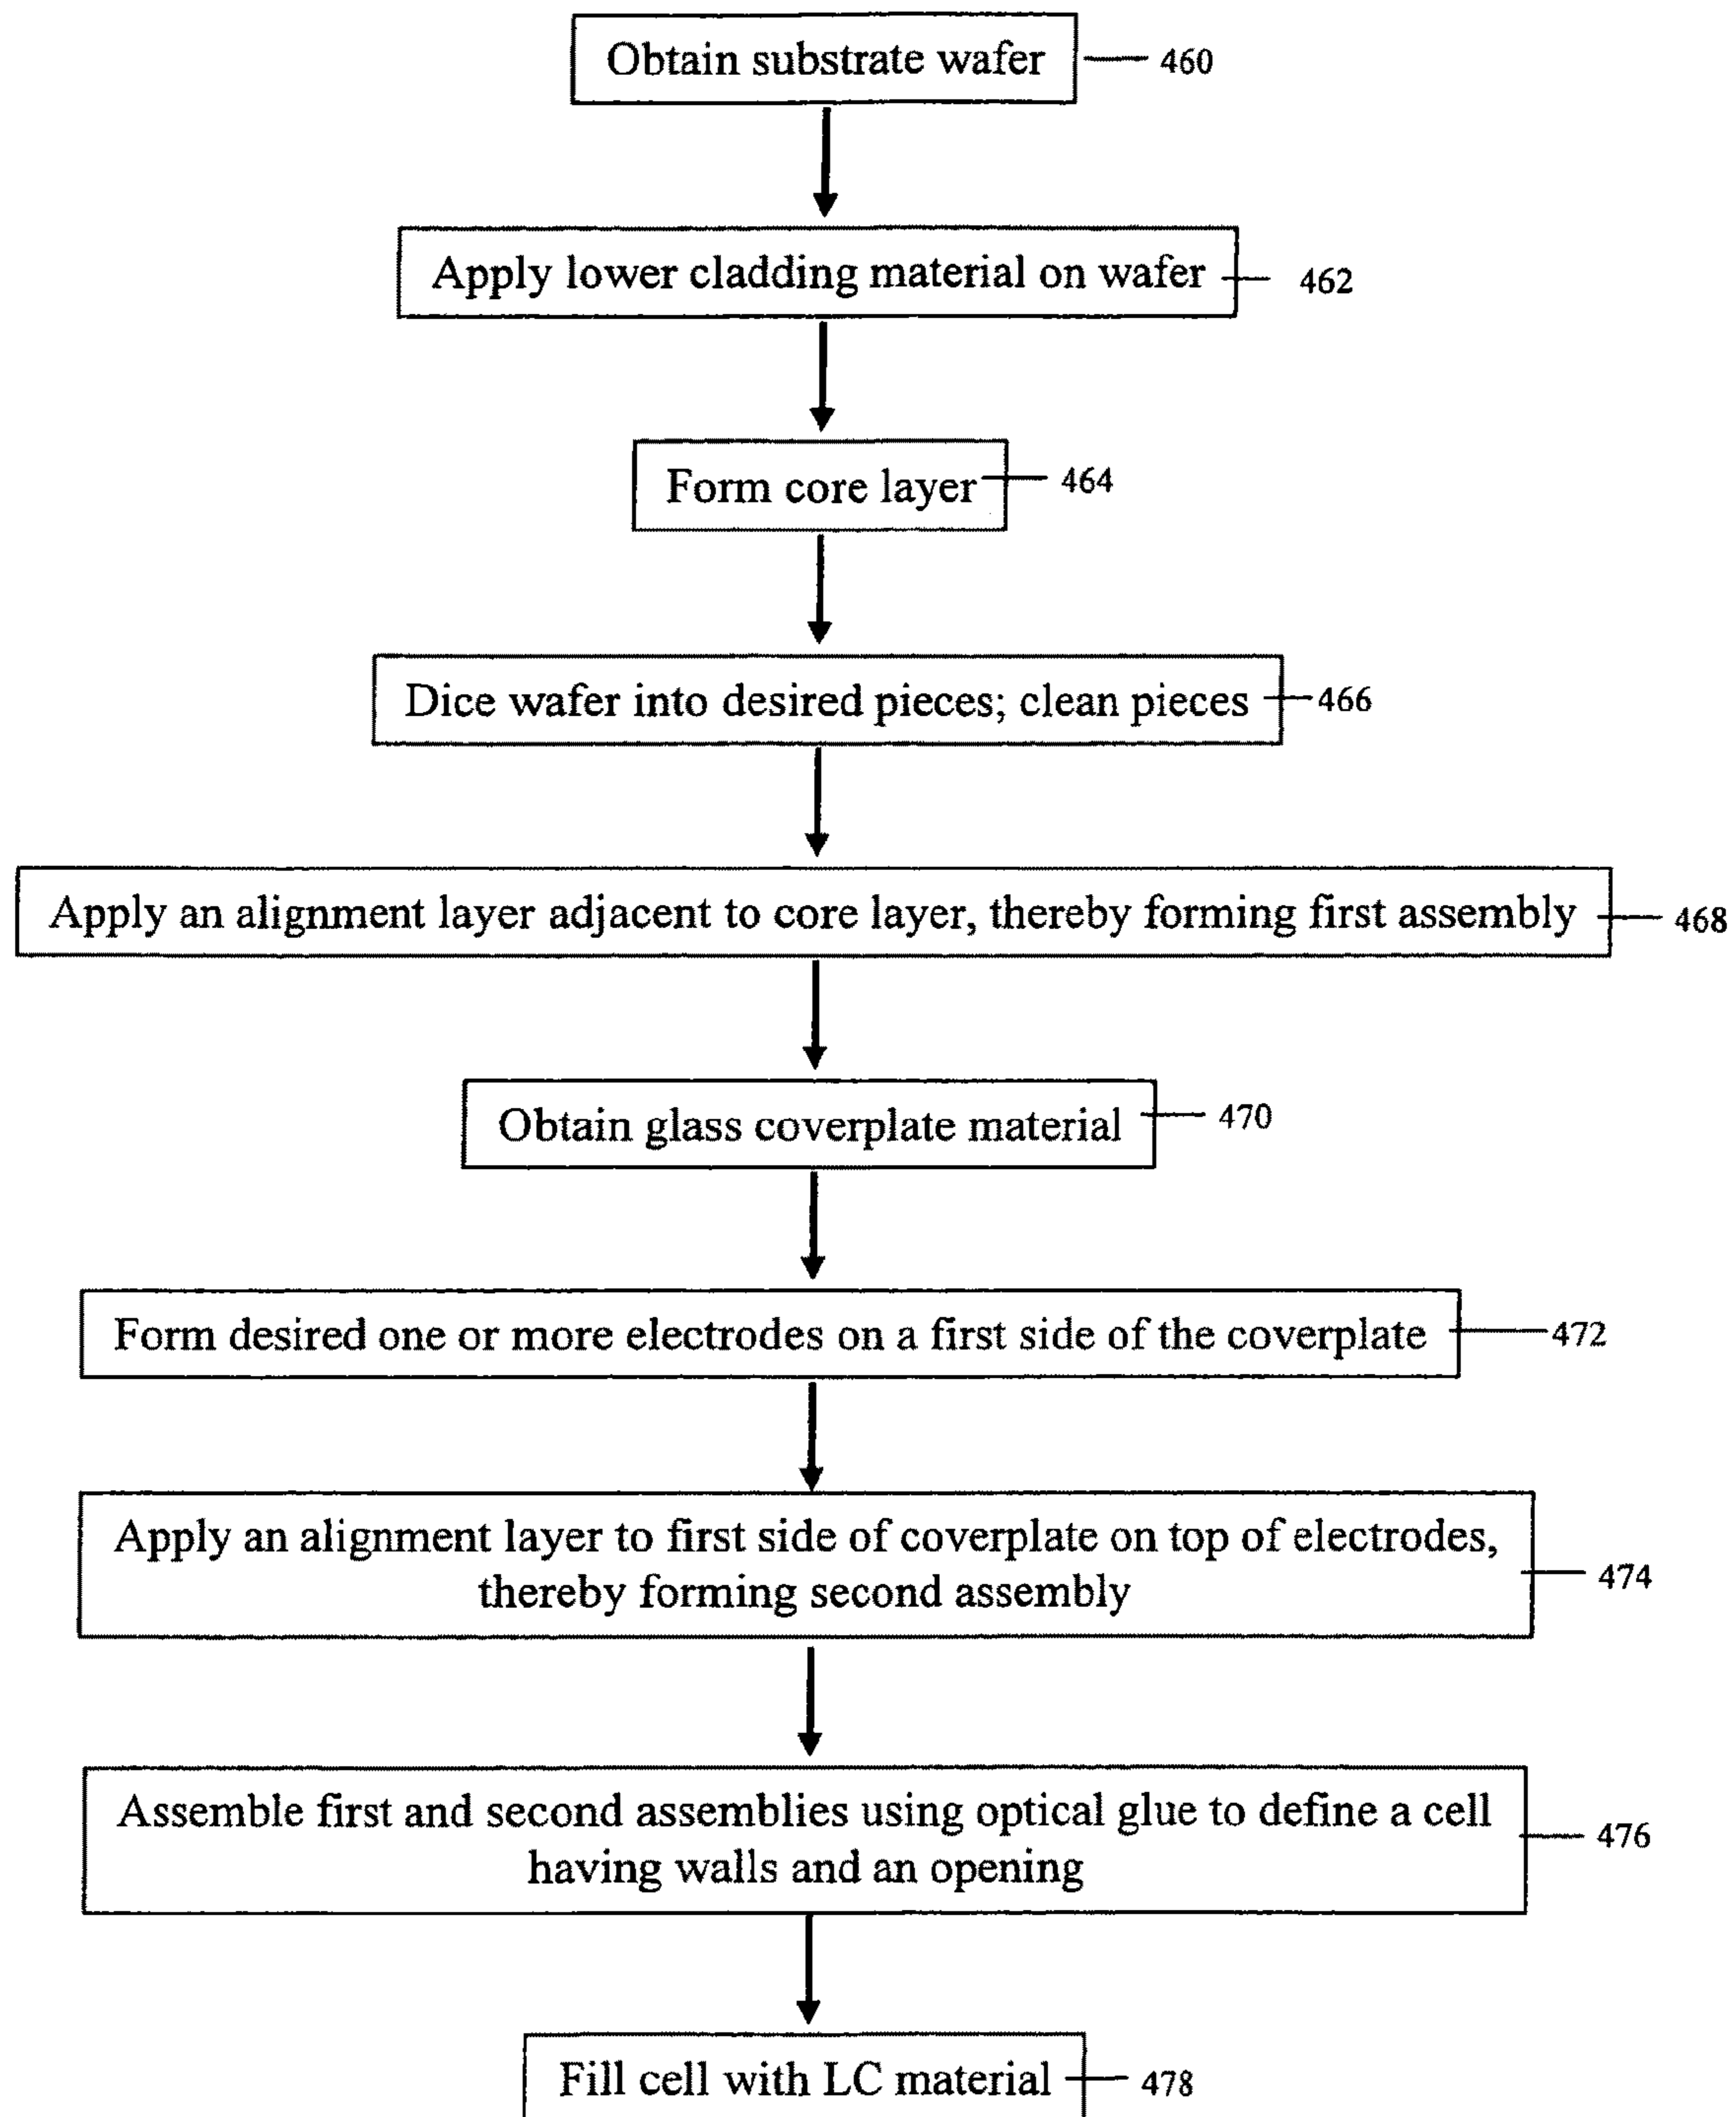 Obtain substrate wafer 460
Apply lower cladding material on wafer 462
Form core layer 464
Dice wafer into desired pieces; clean pieces 466
Apply an alignment layer adjacent to core layer, thereby forming first assembly 468
Obtain glass coverplate material 470
Form desired one or more electrodes on a first side of the coverplate 472
Apply an alignment layer to first side of coverplate on top of electrodes,
thereby forming second assembly 474
Assemble first and second assemblies using optical glue to define a cell
having walls and an opening 476
Fill cell with LC material 478